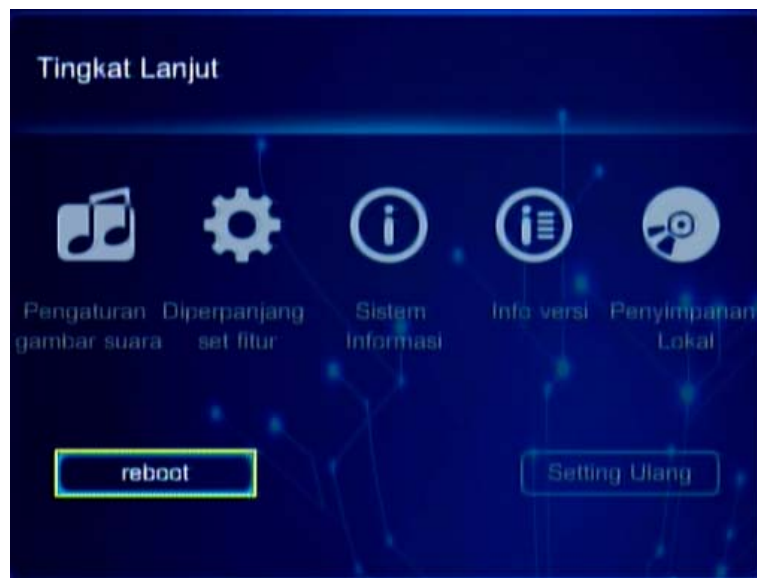 Tingkat Lanjut
Pengaturan gambar suara
Diperpanjang set fitur
Sistem Informasi
Info versi
Penyimpanan Lokal
reboot
Setting Ulang